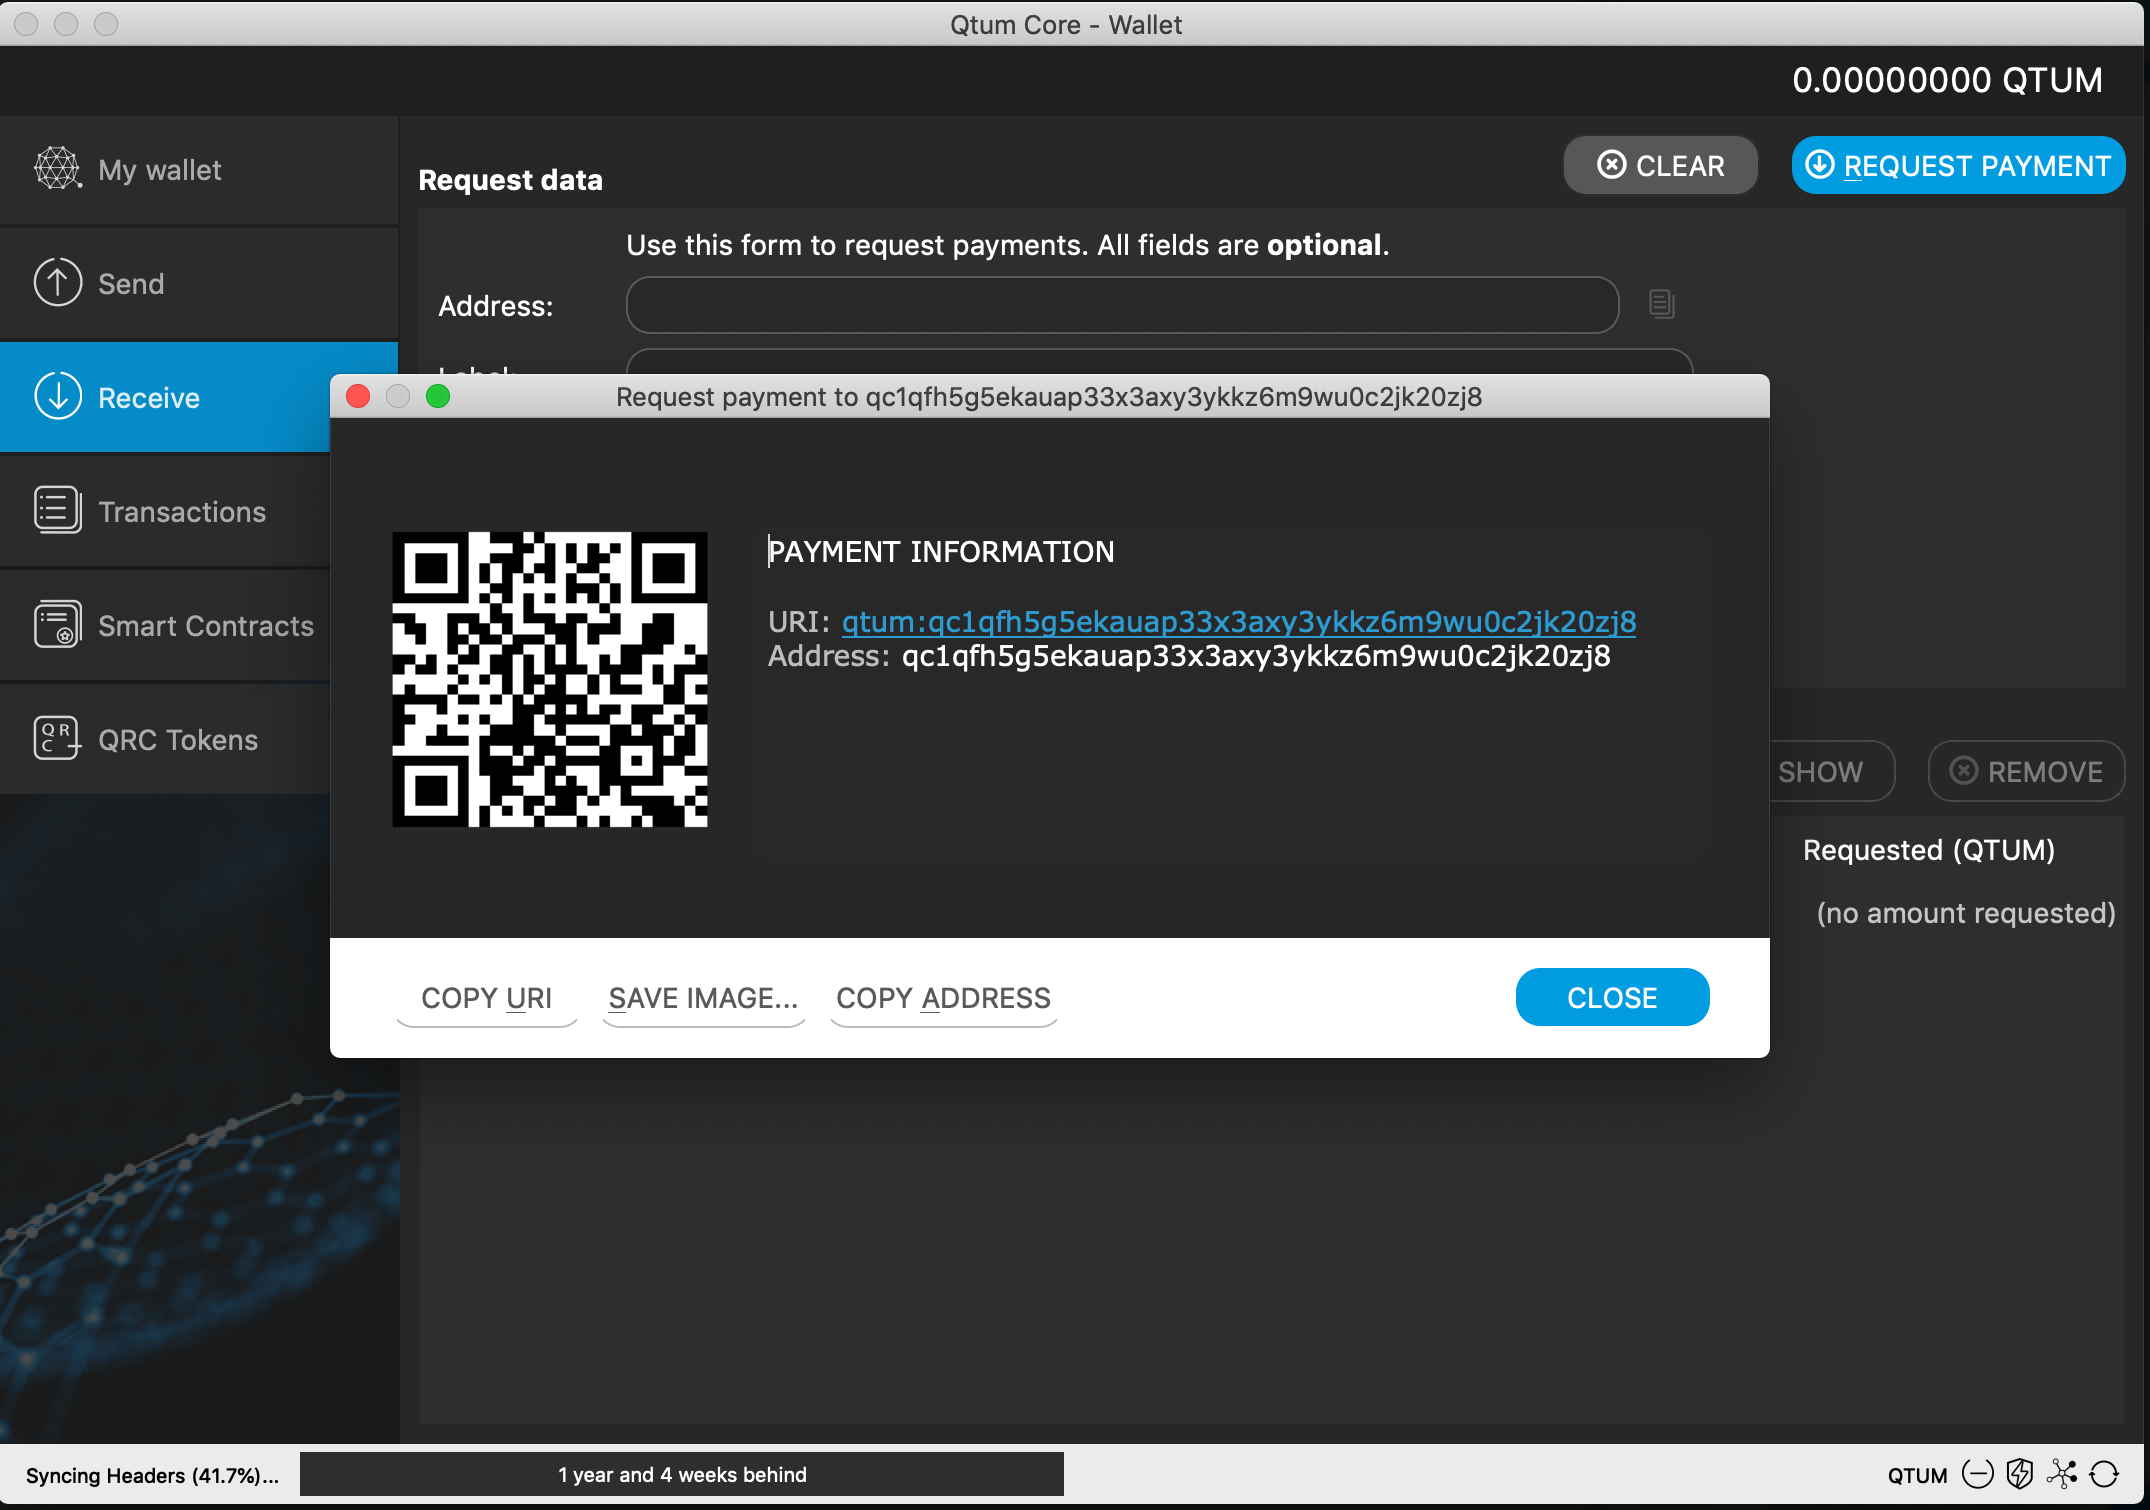 Qtum Core - Wallet
0.00000000 QTUM
My wallet
Send
Receive
Transactions
Smart Contracts
QRC Tokens
Request data
CLEAR
REQUEST PAYMENT
Use this form to request payments. All fields are optional.
Address:
Label:
Request payment to qc1qfh5g5ekauap33x3axy3ykkz6m9wu0c2jk20zj8
PAYMENT INFORMATION
URI: qtum:qc1qfh5g5ekauap33x3axy3ykkz6m9wu0c2jk20zj8
Address: qc1qfh5g5ekauap33x3axy3ykkz6m9wu0c2jk20zj8
COPY URI
SAVE IMAGE...
COPY ADDRESS
CLOSE
SHOW
REMOVE
Requested (QTUM)
(no amount requested)
Syncing Headers (41.7%)...
1 year and 4 weeks behind
QTUM